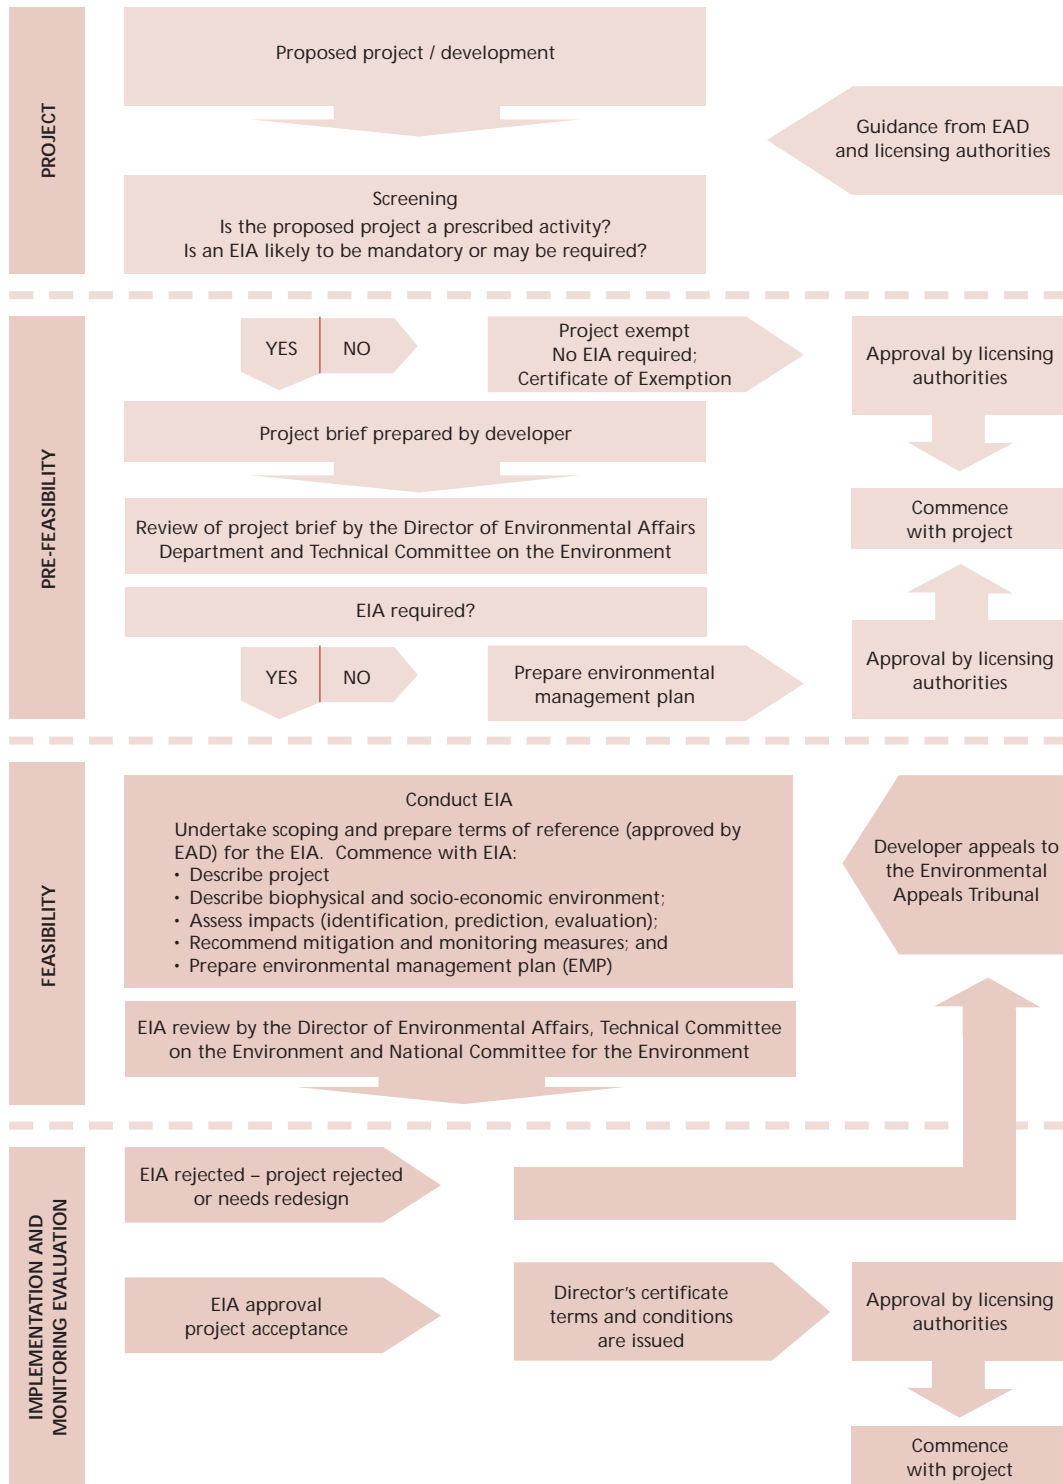 PROJECT
Proposed project / development
Guidance from EAD
and licensing authorities
Screening
Is the proposed project a prescribed activity?
Is an EIA likely to be mandatory or may be required?
PRE-FEASIBILITY
YES
NO
Project exempt
No EIA required;
Certificate of Exemption
Approval by licensing
authorities
Project brief prepared by developer
Commence
with project
Review of project brief by the Director of Environmental Affairs
Department and Technical Committee on the Environment
EIA required?
YES
NO
Prepare environmental
management plan
Approval by licensing
authorities
FEASIBILITY
Conduct EIA
Undertake scoping and prepare terms of reference (approved by
EAD) for the EIA. Commence with EIA:
• Describe project
• Describe biophysical and socio-economic environment;
• Assess impacts (identification, prediction, evaluation);
• Recommend mitigation and monitoring measures; and
• Prepare environmental management plan (EMP)
Developer appeals to
the Environmental
Appeals Tribunal
EIA review by the Director of Environmental Affairs, Technical Committee
on the Environment and National Committee for the Environment
IMPLEMENTATION AND
MONITORING EVALUATION
EIA rejected – project rejected
or needs redesign
EIA approval
project acceptance
Director's certificate
terms and conditions
are issued
Approval by licensing
authorities
Commence
with project